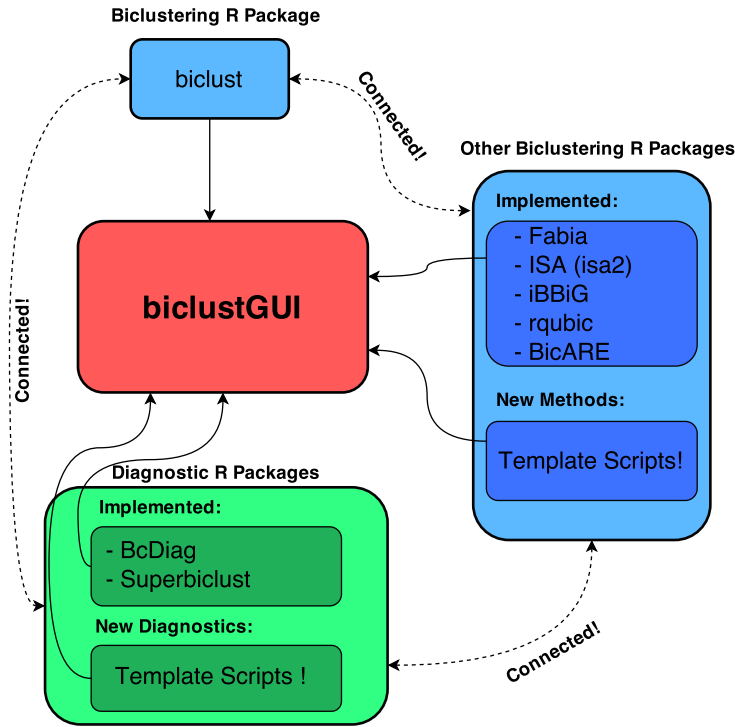 Biclustering R Package
biclust
Connected!
Connected!
Other Biclustering R Packages
Implemented:
- Fabia
- ISA (isa2)
- iBBiG
- rqubic
- BicARE
New Methods:
Template Scripts!
biclustGUI
Diagnostic R Packages
Implemented:
- BcDiag
- Superbiclust
New Diagnostics:
Template Scripts !
Connected!